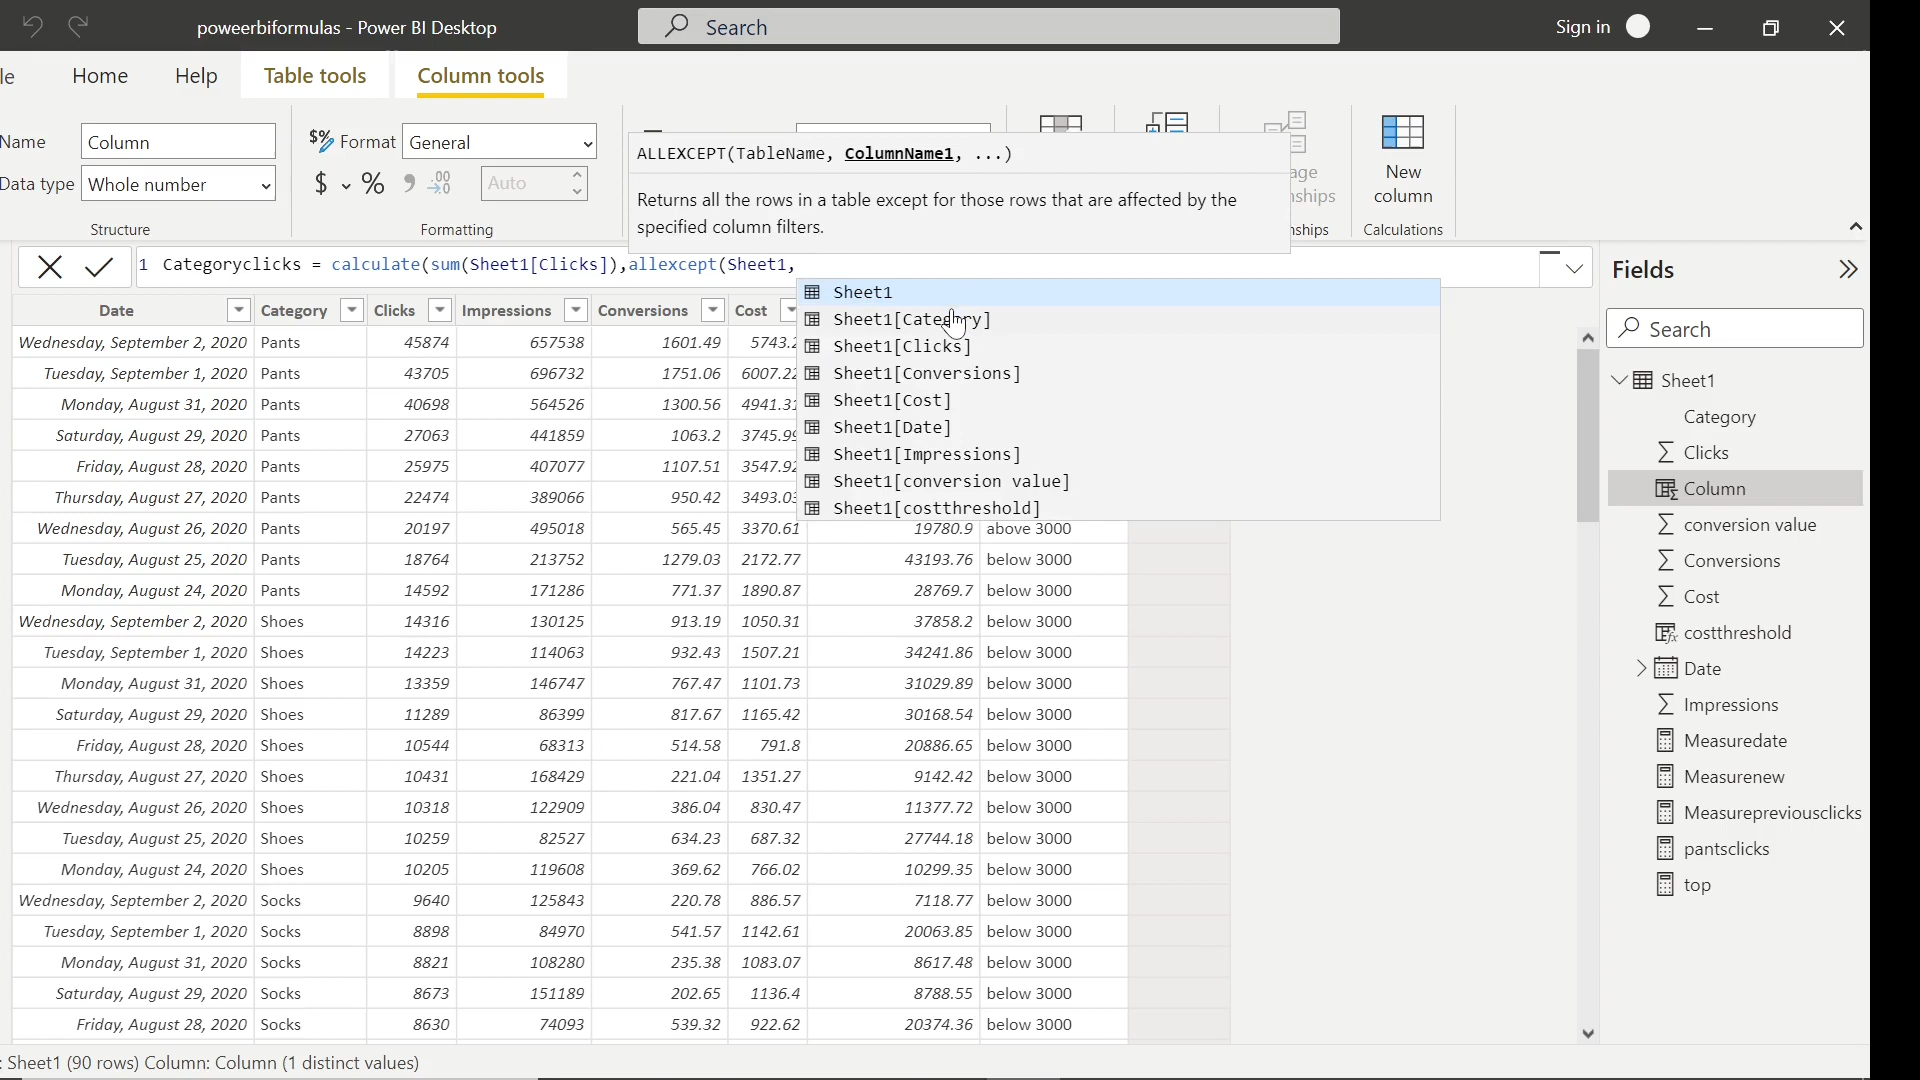 poweerbiformulas - Power BI Desktop
Search
Sign in
le
Home
Help
Table tools
Column tools
Name
Column
$% Format
General
Data type
Whole number
$ % 9 .00
Auto
Structure
Formatting
ALLEXCEPT(TableName, ColumnName1, ...)
Returns all the rows in a table except for those rows that are affected by the
specified column filters.
age
nships
nships
New
column
Calculations
1 Categoryclicks = calculate(sum(Sheet1[Clicks]),allexcept(Sheet1,
Sheet1
Sheet1[Category]
Sheet1[Clicks]
Sheet1[Conversions]
Sheet1[Cost]
Sheet1[Date]
Sheet1[Impressions]
Sheet1[conversion value]
Sheet1[costthreshold]
Date Category Clicks Impressions Conversions Cost
Wednesday, September 2, 2020 Pants 45874 657538 1601.49 5743.2
Tuesday, September 1, 2020 Pants 43705 696732 1751.06 6007.22
Monday, August 31, 2020 Pants 40698 564526 1300.56 4941.31
Saturday, August 29, 2020 Pants 27063 441859 1063.2 3745.99
Friday, August 28, 2020 Pants 25975 407077 1107.51 3547.92
Thursday, August 27, 2020 Pants 22474 389066 950.42 3493.03
Wednesday, August 26, 2020 Pants 20197 495018 565.45 3370.61 19780.9 above 3000
Tuesday, August 25, 2020 Pants 18764 213752 1279.03 2172.77 43193.76 below 3000
Monday, August 24, 2020 Pants 14592 171286 771.37 1890.87 28769.7 below 3000
Wednesday, September 2, 2020 Shoes 14316 130125 913.19 1050.31 37858.2 below 3000
Tuesday, September 1, 2020 Shoes 14223 114063 932.43 1507.21 34241.86 below 3000
Monday, August 31, 2020 Shoes 13359 146747 767.47 1101.73 31029.89 below 3000
Saturday, August 29, 2020 Shoes 11289 86399 817.67 1165.42 30168.54 below 3000
Friday, August 28, 2020 Shoes 10544 68313 514.58 791.8 20886.65 below 3000
Thursday, August 27, 2020 Shoes 10431 168429 221.04 1351.27 9142.42 below 3000
Wednesday, August 26, 2020 Shoes 10318 122909 386.04 830.47 11377.72 below 3000
Tuesday, August 25, 2020 Shoes 10259 82527 634.23 687.32 27744.18 below 3000
Monday, August 24, 2020 Shoes 10205 119608 369.62 766.02 10299.35 below 3000
Wednesday, September 2, 2020 Socks 9640 125843 220.78 886.57 7118.77 below 3000
Tuesday, September 1, 2020 Socks 8898 84970 541.57 1142.61 20063.85 below 3000
Monday, August 31, 2020 Socks 8821 108280 235.38 1083.07 8617.48 below 3000
Saturday, August 29, 2020 Socks 8673 151189 202.65 1136.4 8788.55 below 3000
Friday, August 28, 2020 Socks 8630 74093 539.32 922.62 20374.36 below 3000
Fields
Search
Sheet1
Category
Clicks
Column
conversion value
Conversions
Cost
costthreshold
Date
Impressions
Measuredate
Measurenew
Measurepreviousclicks
pantsclicks
top
: Sheet1 (90 rows) Column: Column (1 distinct values)